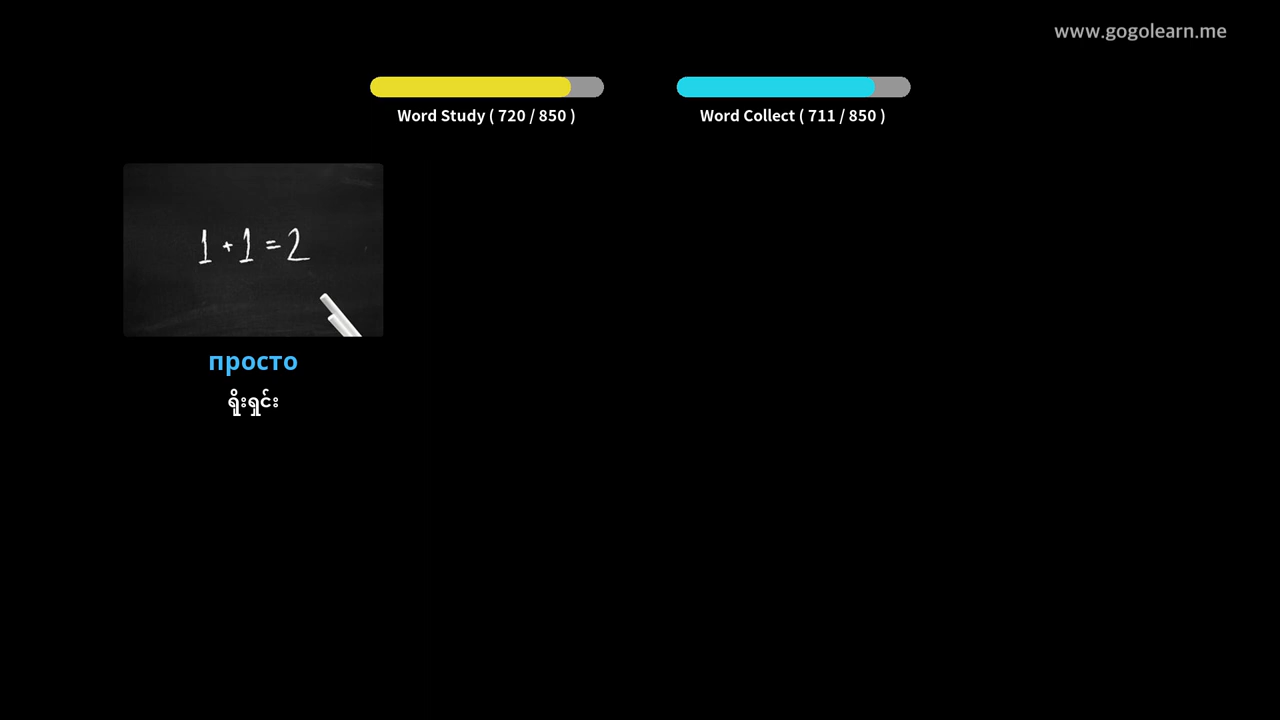 www.gogolearn.me
Word Study ( 720 / 850 )
Word Collect ( 711 / 850 )
1 + 1 = 2
просто
ရိုးရှင်း